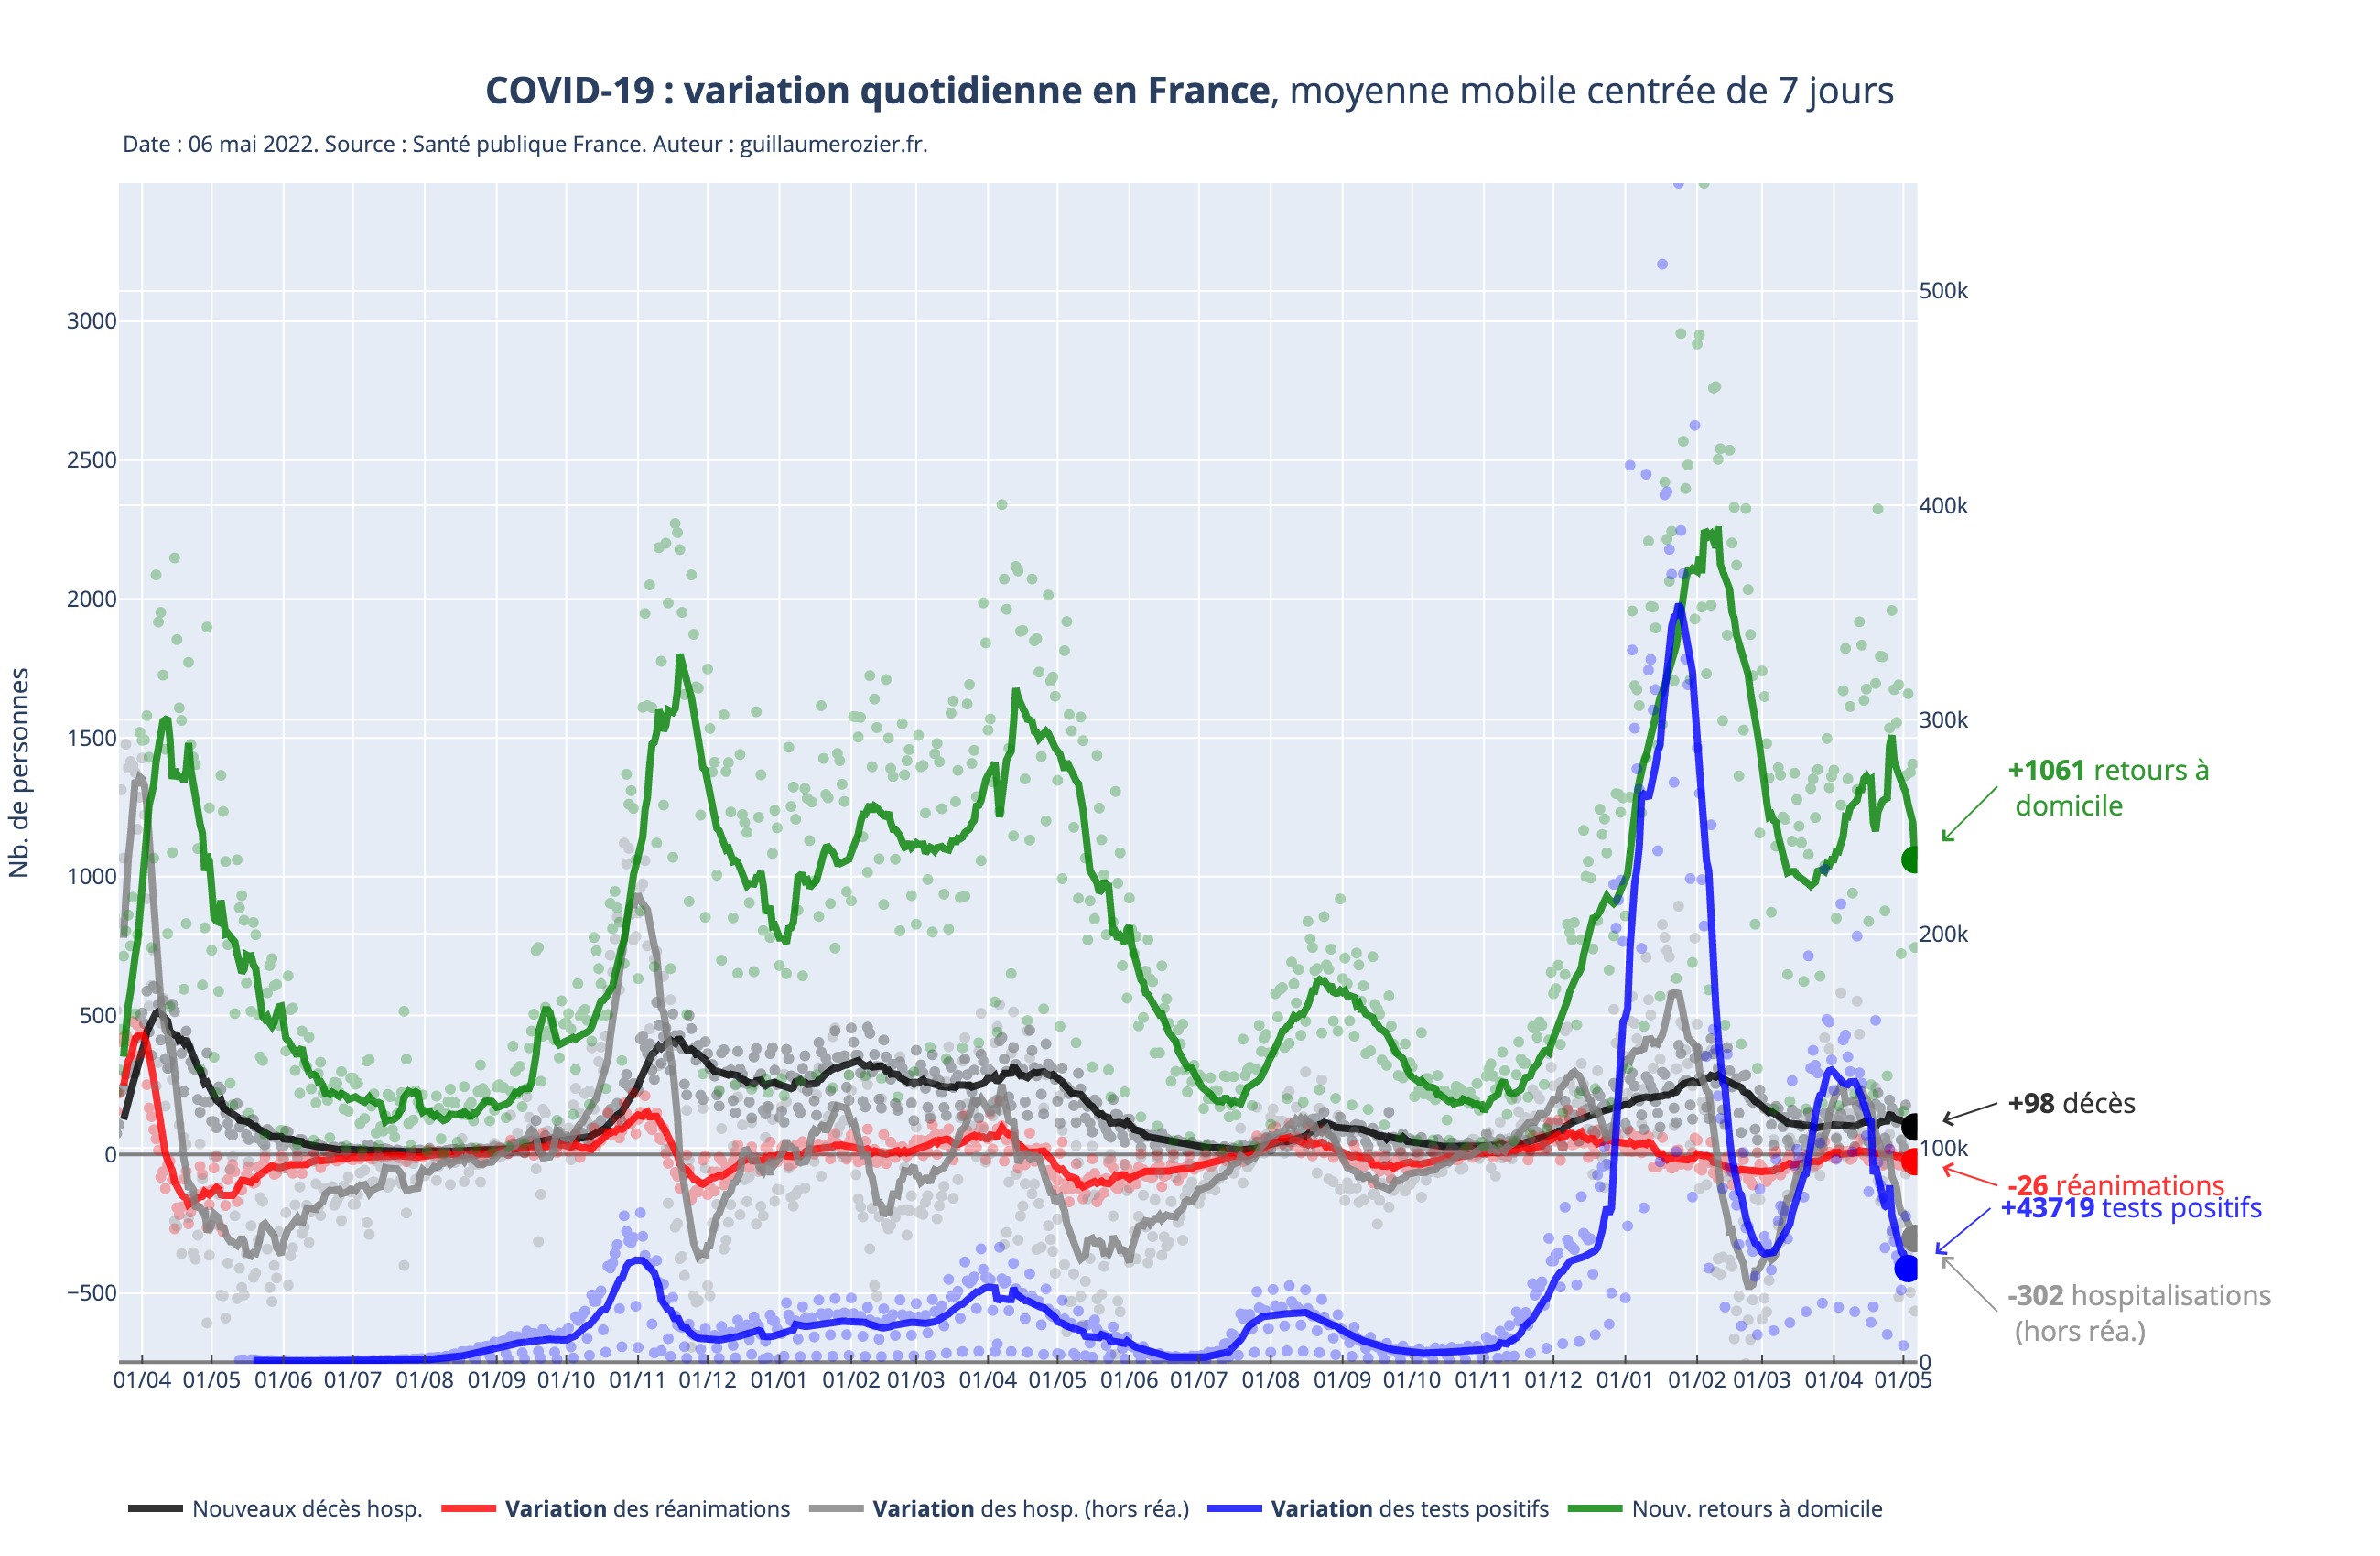 COVID-19 : variation quotidienne en France, moyenne mobile centrée de 7 jours
Date : 06 mai 2022. Source : Santé publique France. Auteur : guillaumerozier.fr.
Nb. de personnes
3000
2500
2000
1500
1000
500
0
−500
500k
400k
300k
200k
100k
0
+1061 retours à
domicile
+98 décès
-26 réanimations
+43719 tests positifs
-302 hospitalisations
(hors réa.)
01/04 01/05 01/06 01/07 01/08 01/09 01/10 01/11 01/12 01/01 01/02 01/03 01/04 01/05 01/06 01/07 01/08 01/09 01/10 01/11 01/12 01/01 01/02 01/03 01/04 01/05
Nouveaux décès hosp. Variation des réanimations Variation des hosp. (hors réa.) Variation des tests positifs Nouv. retours à domicile